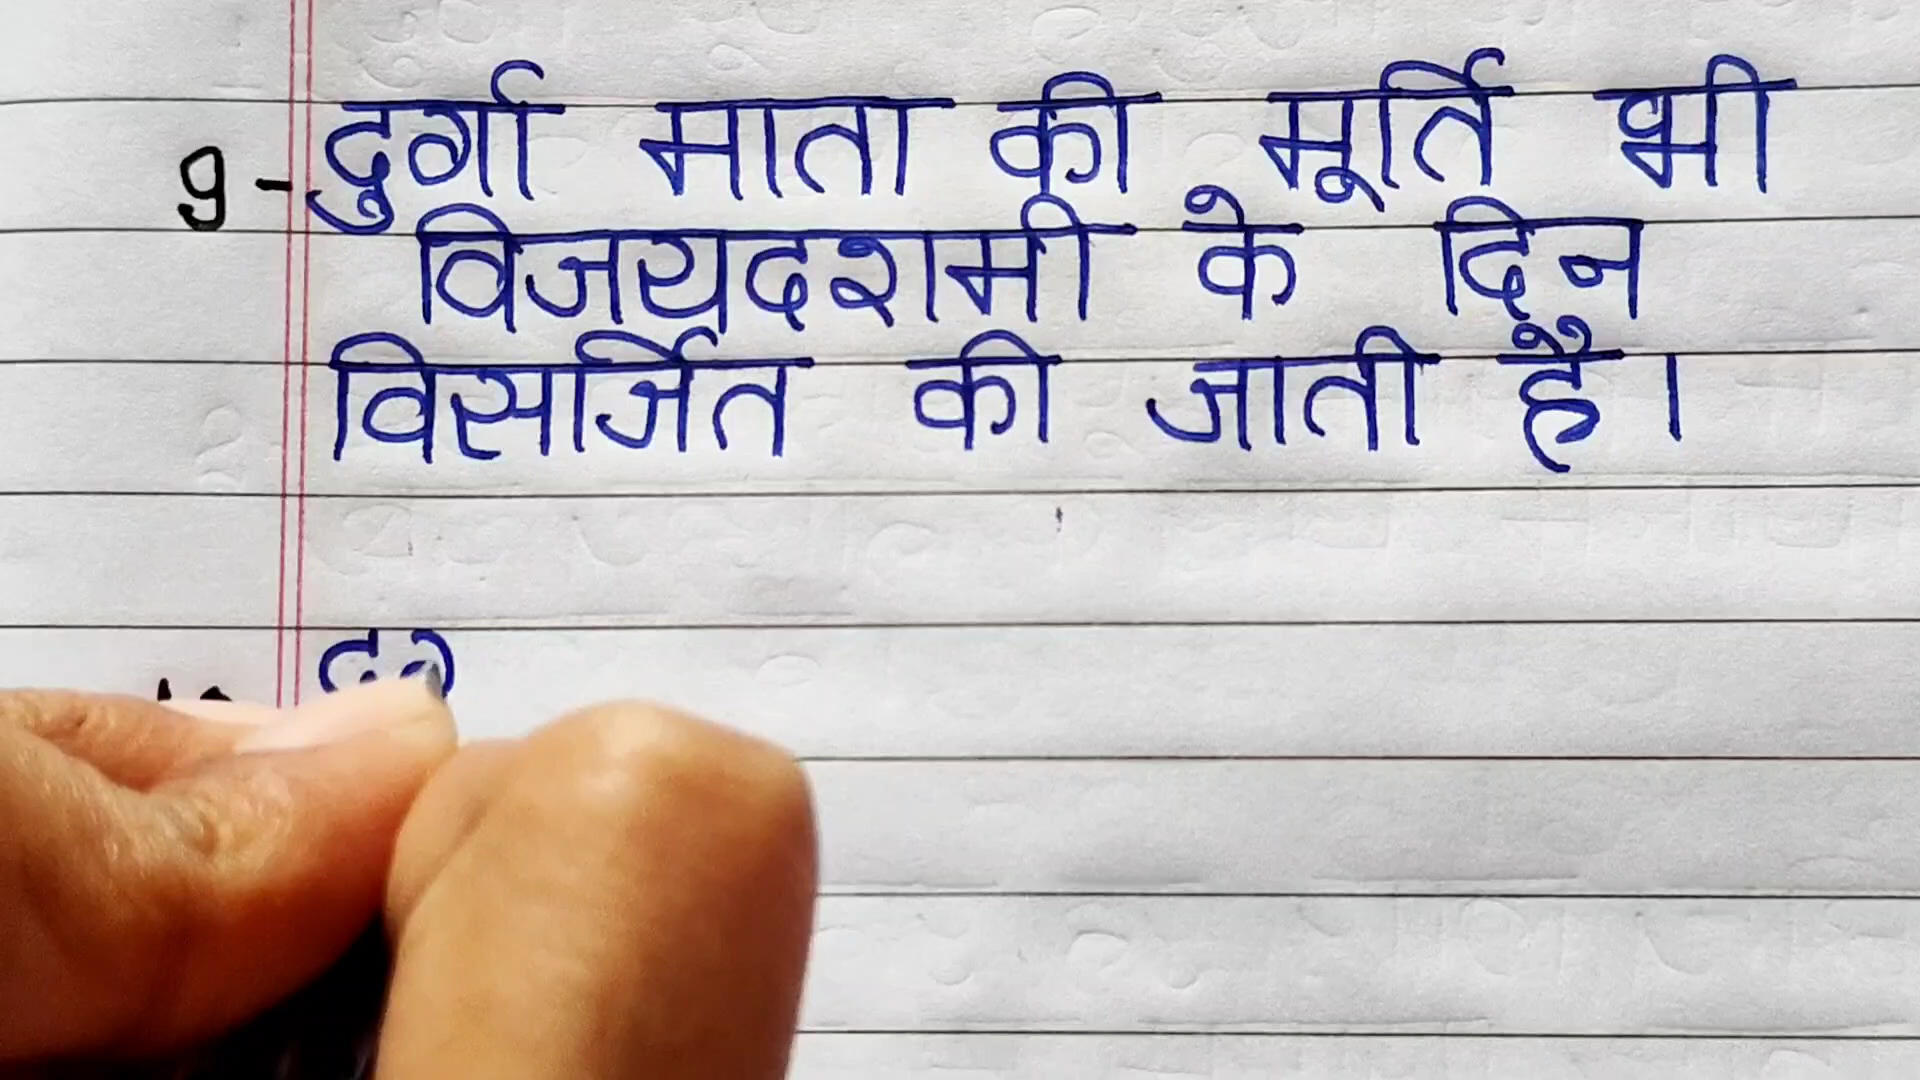 9- दुर्गा माता की मूर्ति भी
विजयदशमी के दिन
विसर्जित की जाती है।